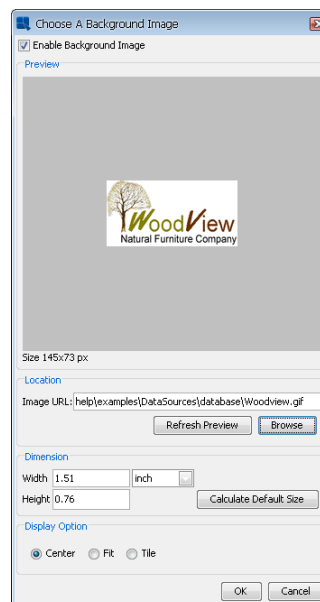 Choose A Background Image
Enable Background Image
Preview
WoodView
Natural Furniture Company
Size 145x73 px
Location
Image URL: help\examples\DataSources\database\Woodview.gif
Refresh Preview Browse
Dimension
Width 1.51 inch
Height 0.76 Calculate Default Size
Display Option
Center Fit Tile
OK Cancel